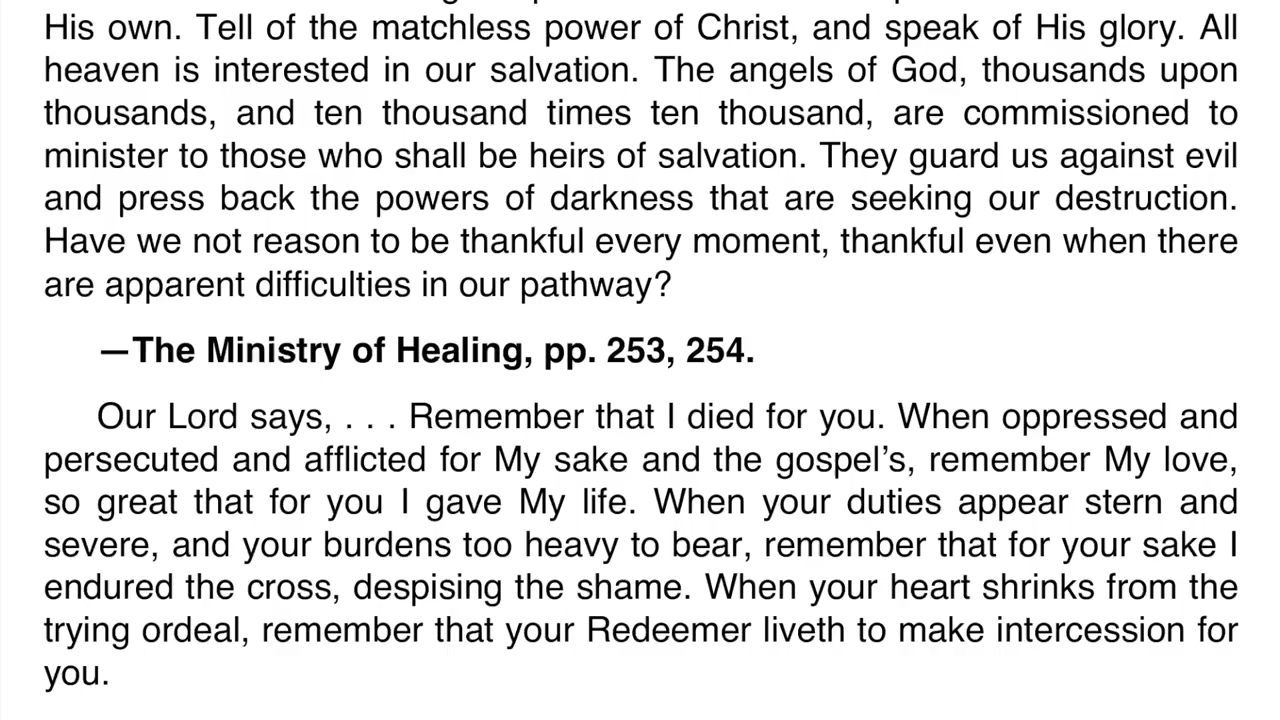 His own. Tell of the matchless power of Christ, and speak of His glory. All
heaven is interested in our salvation. The angels of God, thousands upon
thousands, and ten thousand times ten thousand, are commissioned to
minister to those who shall be heirs of salvation. They guard us against evil
and press back the powers of darkness that are seeking our destruction.
Have we not reason to be thankful every moment, thankful even when there
are apparent difficulties in our pathway?
—The Ministry of Healing, pp. 253, 254.
Our Lord says, . . . Remember that I died for you. When oppressed and
persecuted and afflicted for My sake and the gospel’s, remember My love,
so great that for you I gave My life. When your duties appear stern and
severe, and your burdens too heavy to bear, remember that for your sake I
endured the cross, despising the shame. When your heart shrinks from the
trying ordeal, remember that your Redeemer liveth to make intercession for
you.